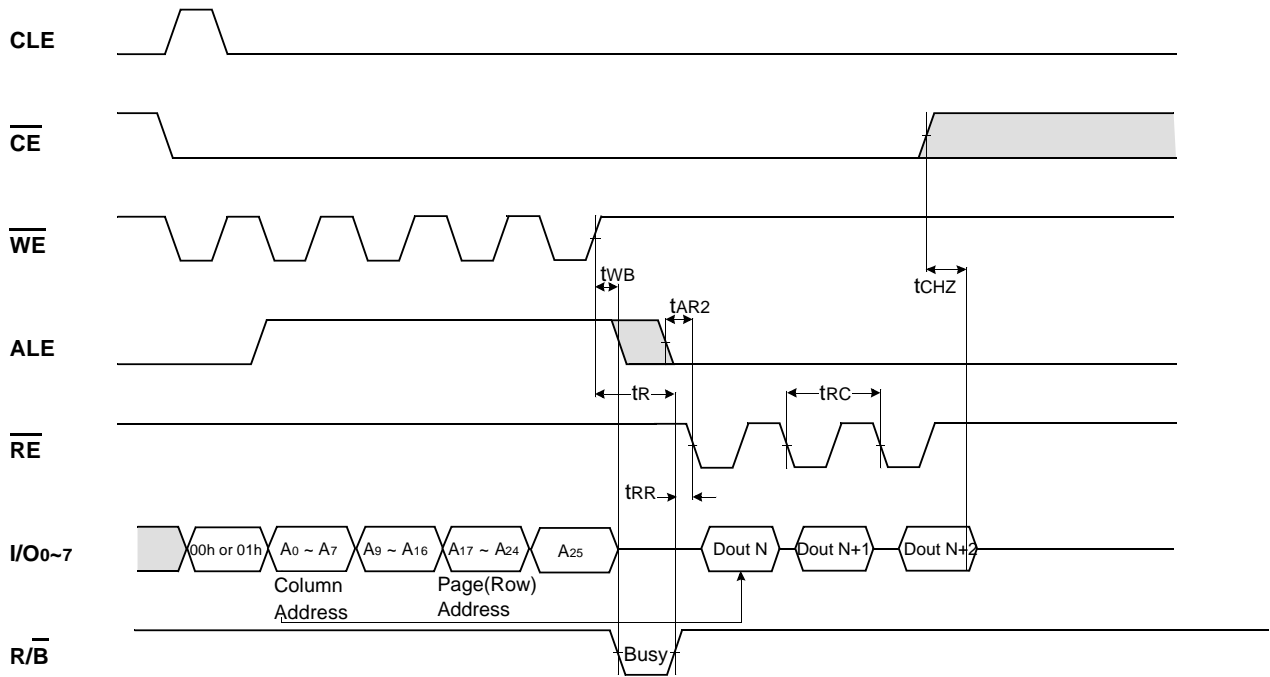 CLE
CE
WE
tWB
tCHZ
tAR2
ALE
tR
tRC
RE
tRR
I/O0~7
00h or 01h
A0 ~ A7
A9 ~ A16
A17 ~ A24
A25
Dout N
Dout N+1
Dout N+2
Column
Address
Page(Row)
Address
R/B
Busy